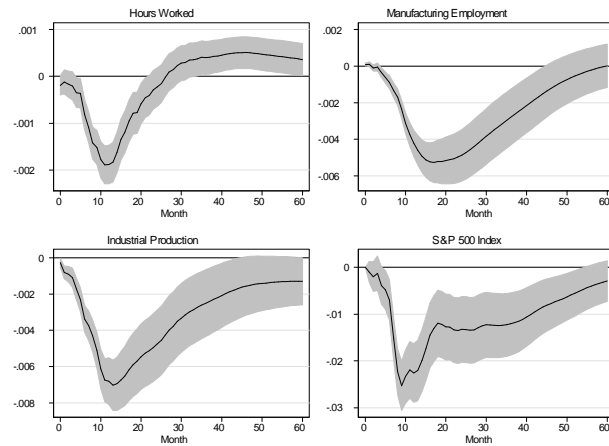 Hours Worked
.001
0
-.001
-.002
0 10 20 30 40 50 60
Month
Manufacturing Employment
.002
0
-.002
-.004
-.006
0 10 20 30 40 50 60
Month
Industrial Production
0
-.002
-.004
-.006
-.008
0 10 20 30 40 50 60
Month
S&P 500 Index
.01
0
-.01
-.02
-.03
0 10 20 30 40 50 60
Month